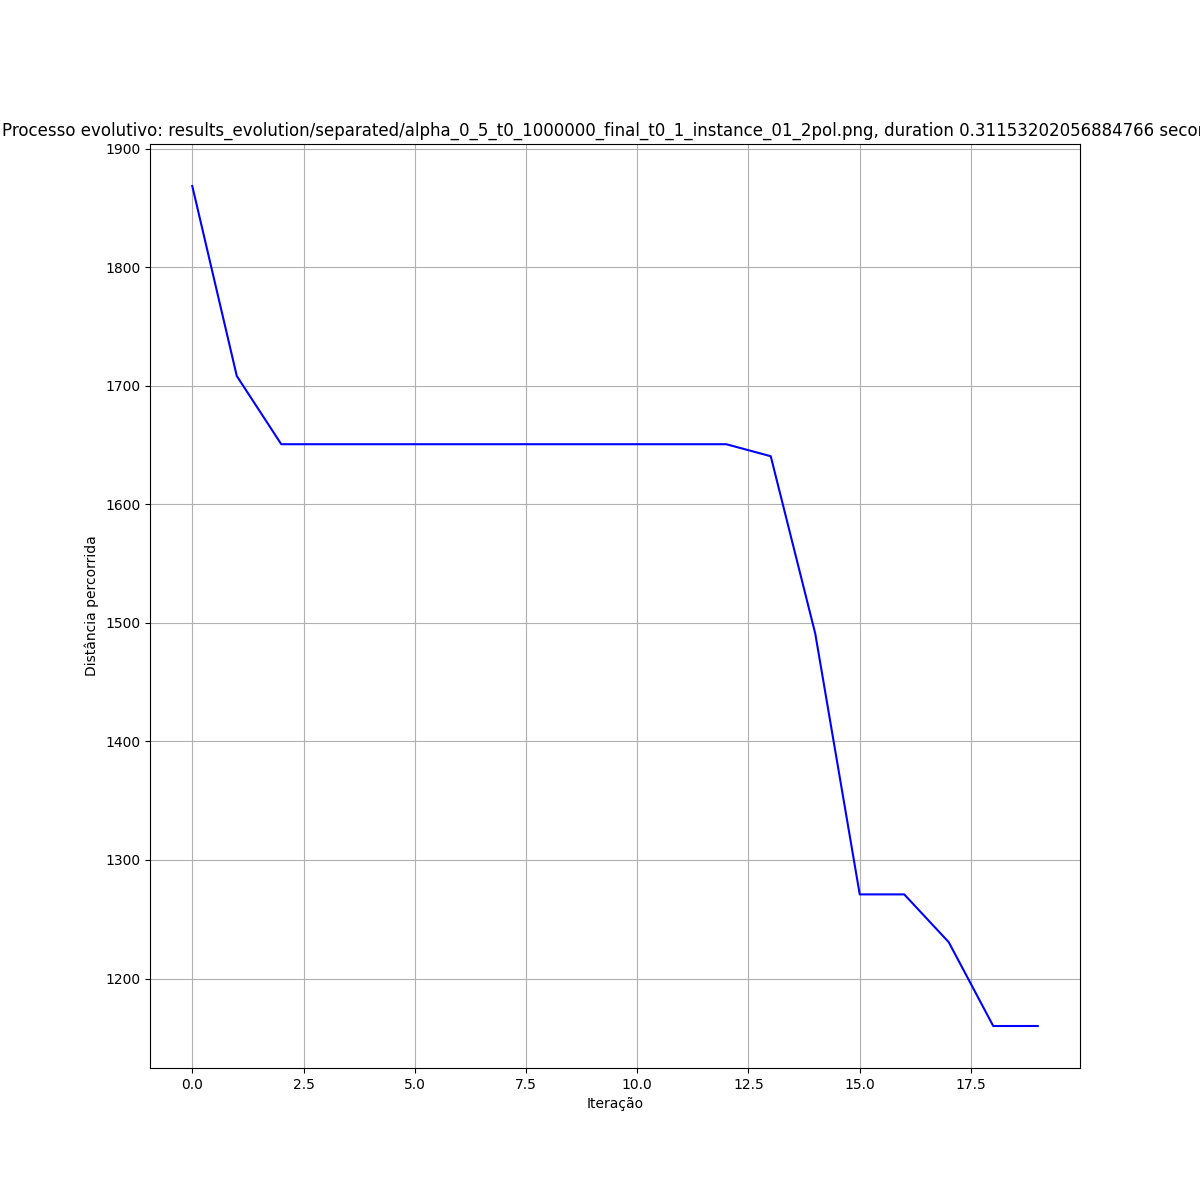 Processo evolutivo: results_evolution/separated/alpha_0_5_t0_1000000_final_t0_1_instance_01_2pol.png, duration 0.31153202056884766
1900
1800
1700
1600
1500
1400
1300
1200
Distância percorrida
0.0 2.5 5.0 7.5 10.0 12.5 15.0 17.5
Iteração